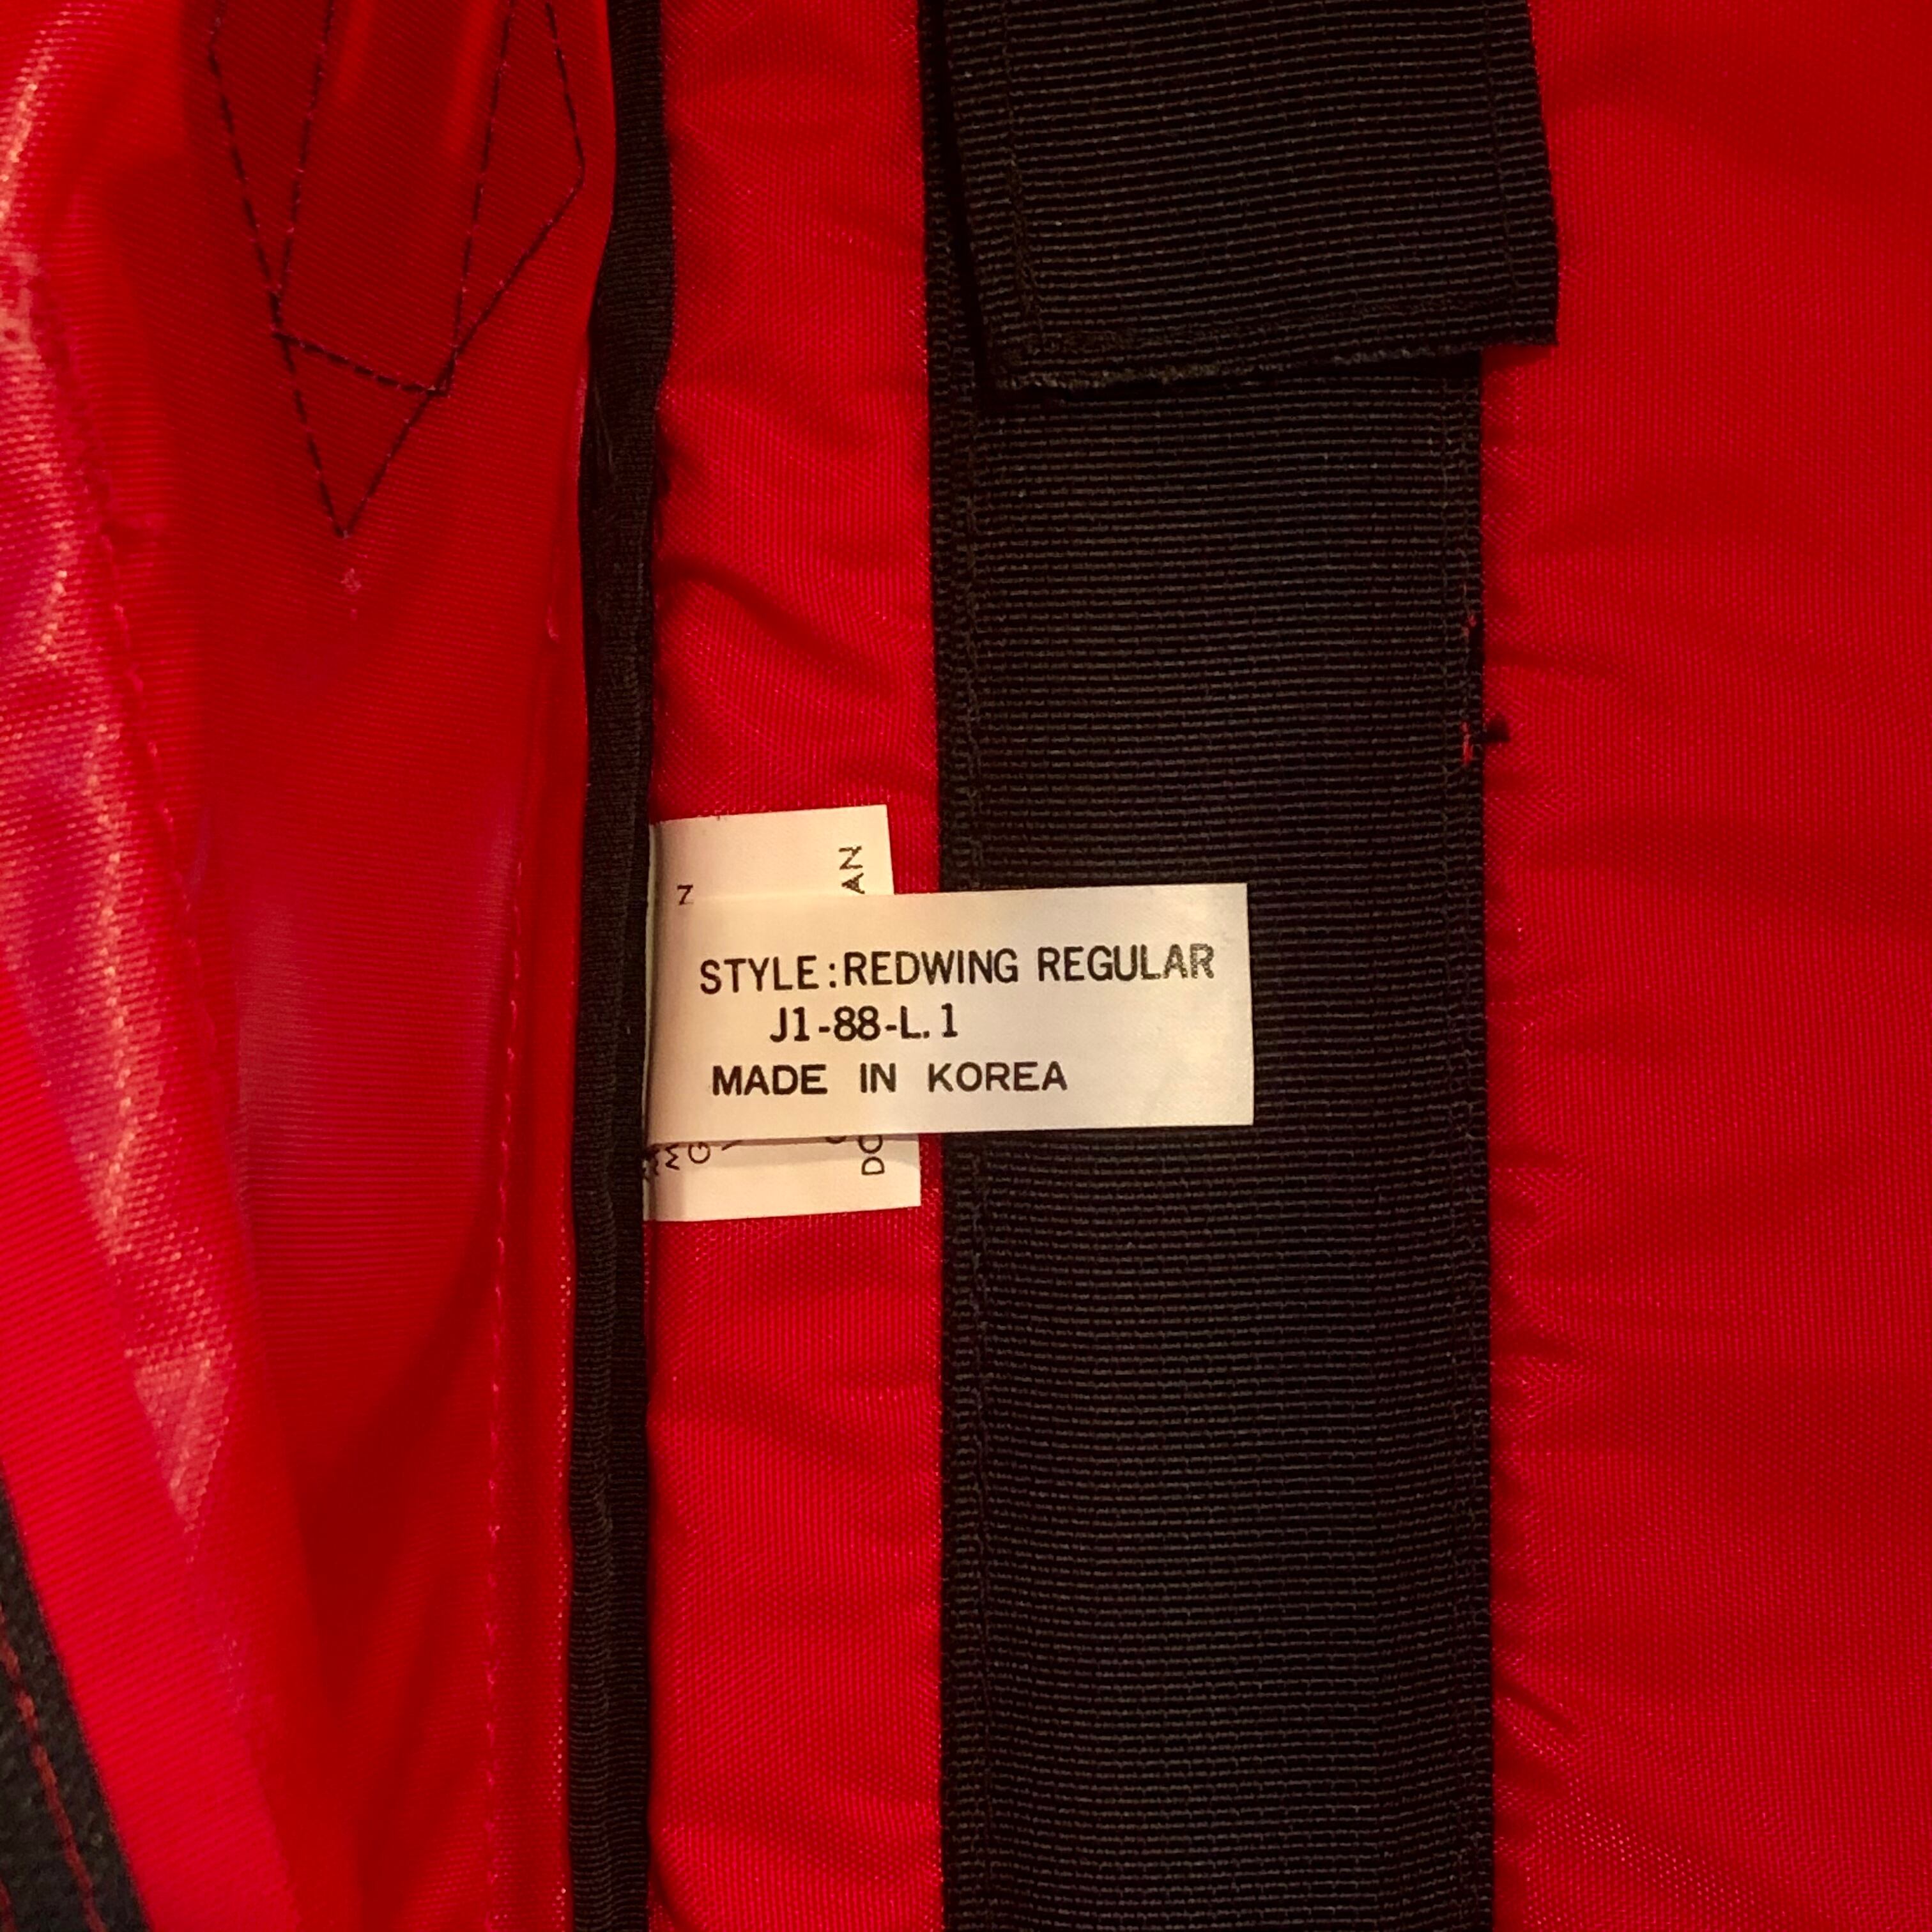 STYLE:REDWING REGULAR
J1-88-L.1
MADE IN KOREA